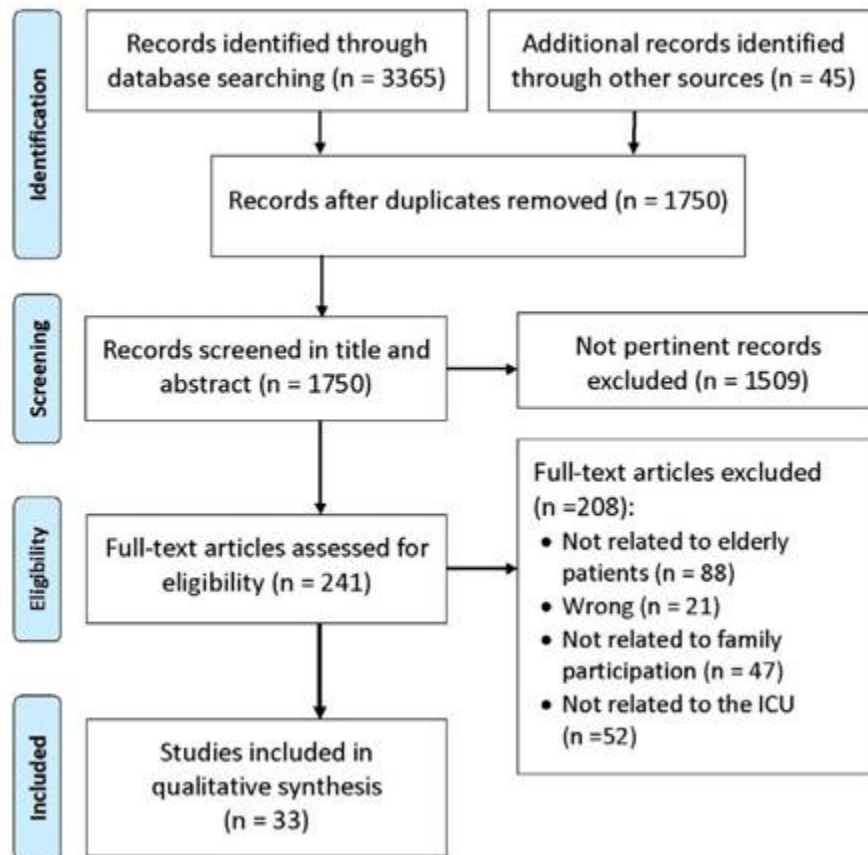 Identification
Records identified through
database searching (n = 3365)
Additional records identified
through other sources (n = 45)
Records after duplicates removed (n = 1750)
Screening
Records screened in title and
abstract (n = 1750)
Not pertinent records
excluded (n = 1509)
Eligibility
Full-text articles assessed for
eligibility (n = 241)
Full-text articles excluded
(n =208):
• Not related to elderly
patients (n = 88)
• Wrong (n = 21)
• Not related to family
participation (n = 47)
• Not related to the ICU
(n =52)
Included
Studies included in
qualitative synthesis
(n = 33)